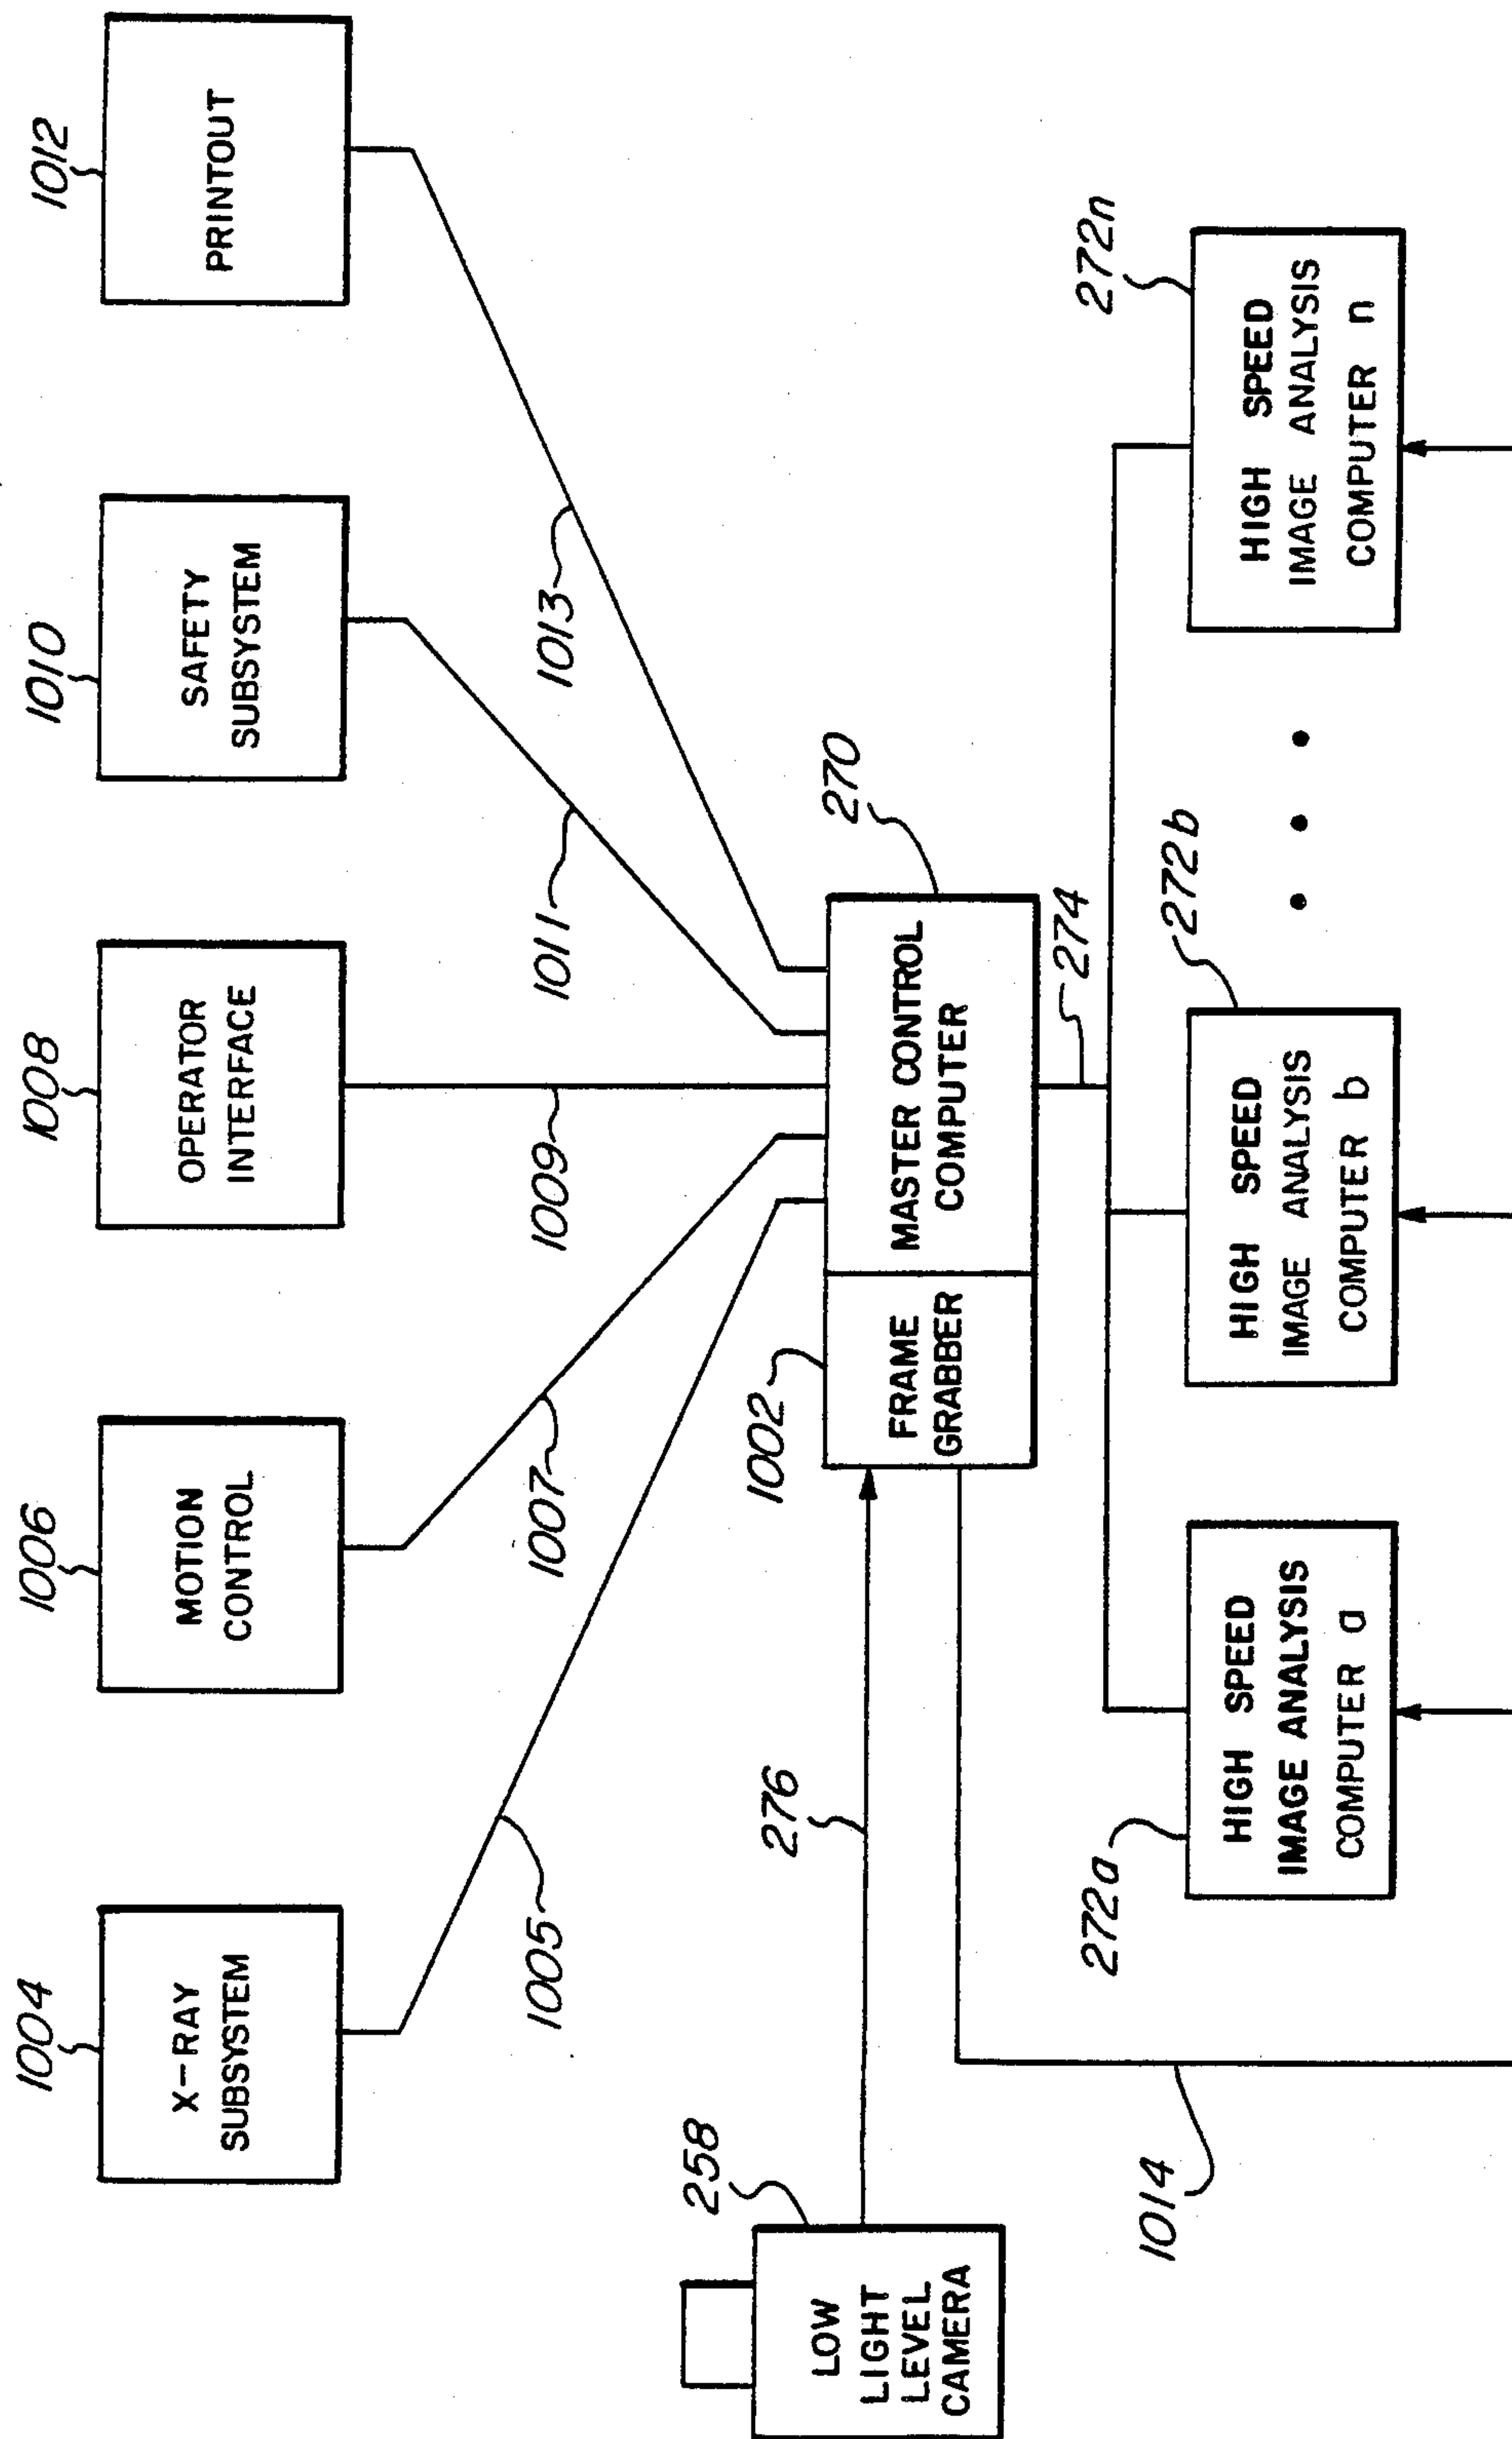 1004
1006
1008
1010
1012
X-RAY
SUBSYSTEM
MOTION
CONTROL
OPERATOR
INTERFACE
SAFETY
SUBSYSTEM
PRINTOUT
1005
1007
1009
1011
1013
258
276
1002
270
LOW
LIGHT
LEVEL
CAMERA
FRAME
GRABBER
MASTER CONTROL
COMPUTER
274
1014
272a
272b
272n
HIGH SPEED
IMAGE ANALYSIS
COMPUTER a
HIGH SPEED
IMAGE ANALYSIS
COMPUTER b
• • •
HIGH SPEED
IMAGE ANALYSIS
COMPUTER n